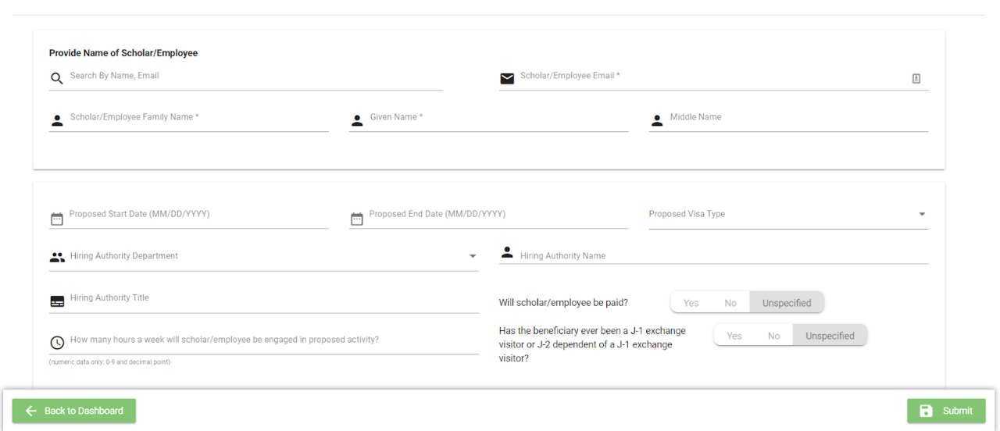 Provide Name of Scholar/Employee
Search By Name, Email
Scholar/Employee Email *
Scholar/Employee Family Name *
Given Name *
Middle Name
Proposed Start Date (MM/DD/YYYY)
Proposed End Date (MM/DD/YYYY)
Proposed Visa Type
Hiring Authority Department
Hiring Authority Name
Hiring Authority Title
Will scholar/employee be paid?
Yes No Unspecified
How many hours a week will scholar/employee be engaged in proposed activity?
(numeric data only: 0-9 and decimal point)
Has the beneficiary ever been a J-1 exchange
visitor or J-2 dependent of a J-1 exchange
visitor?
Yes No Unspecified
Back to Dashboard
Submit